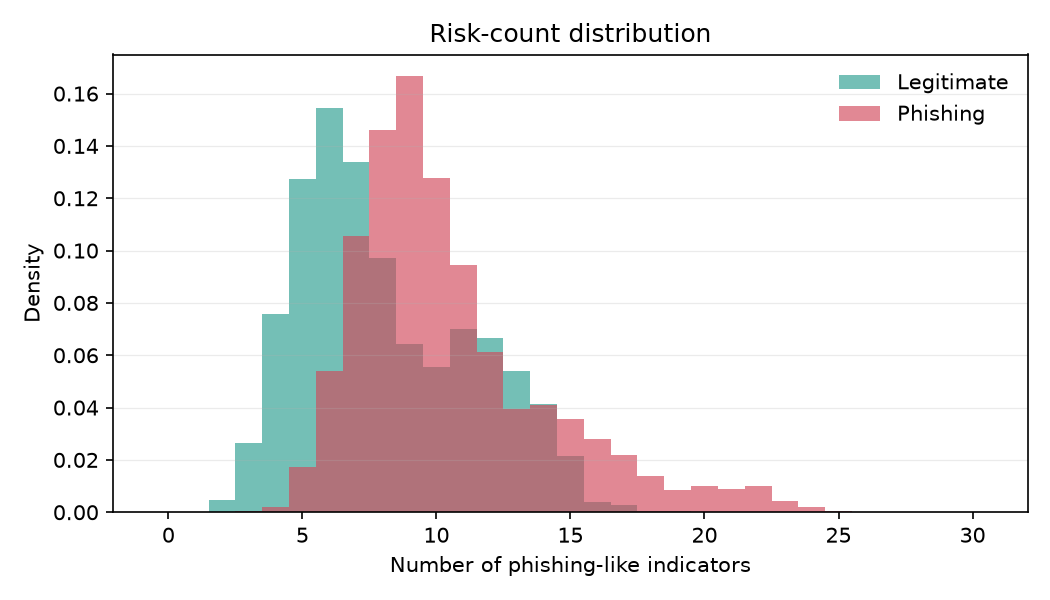 Risk-count distribution
Legitimate
Phishing
0.16
0.14
0.12
0.10
0.08
0.06
0.04
0.02
0.00
Density
0 5 10 15 20 25 30
Number of phishing-like indicators